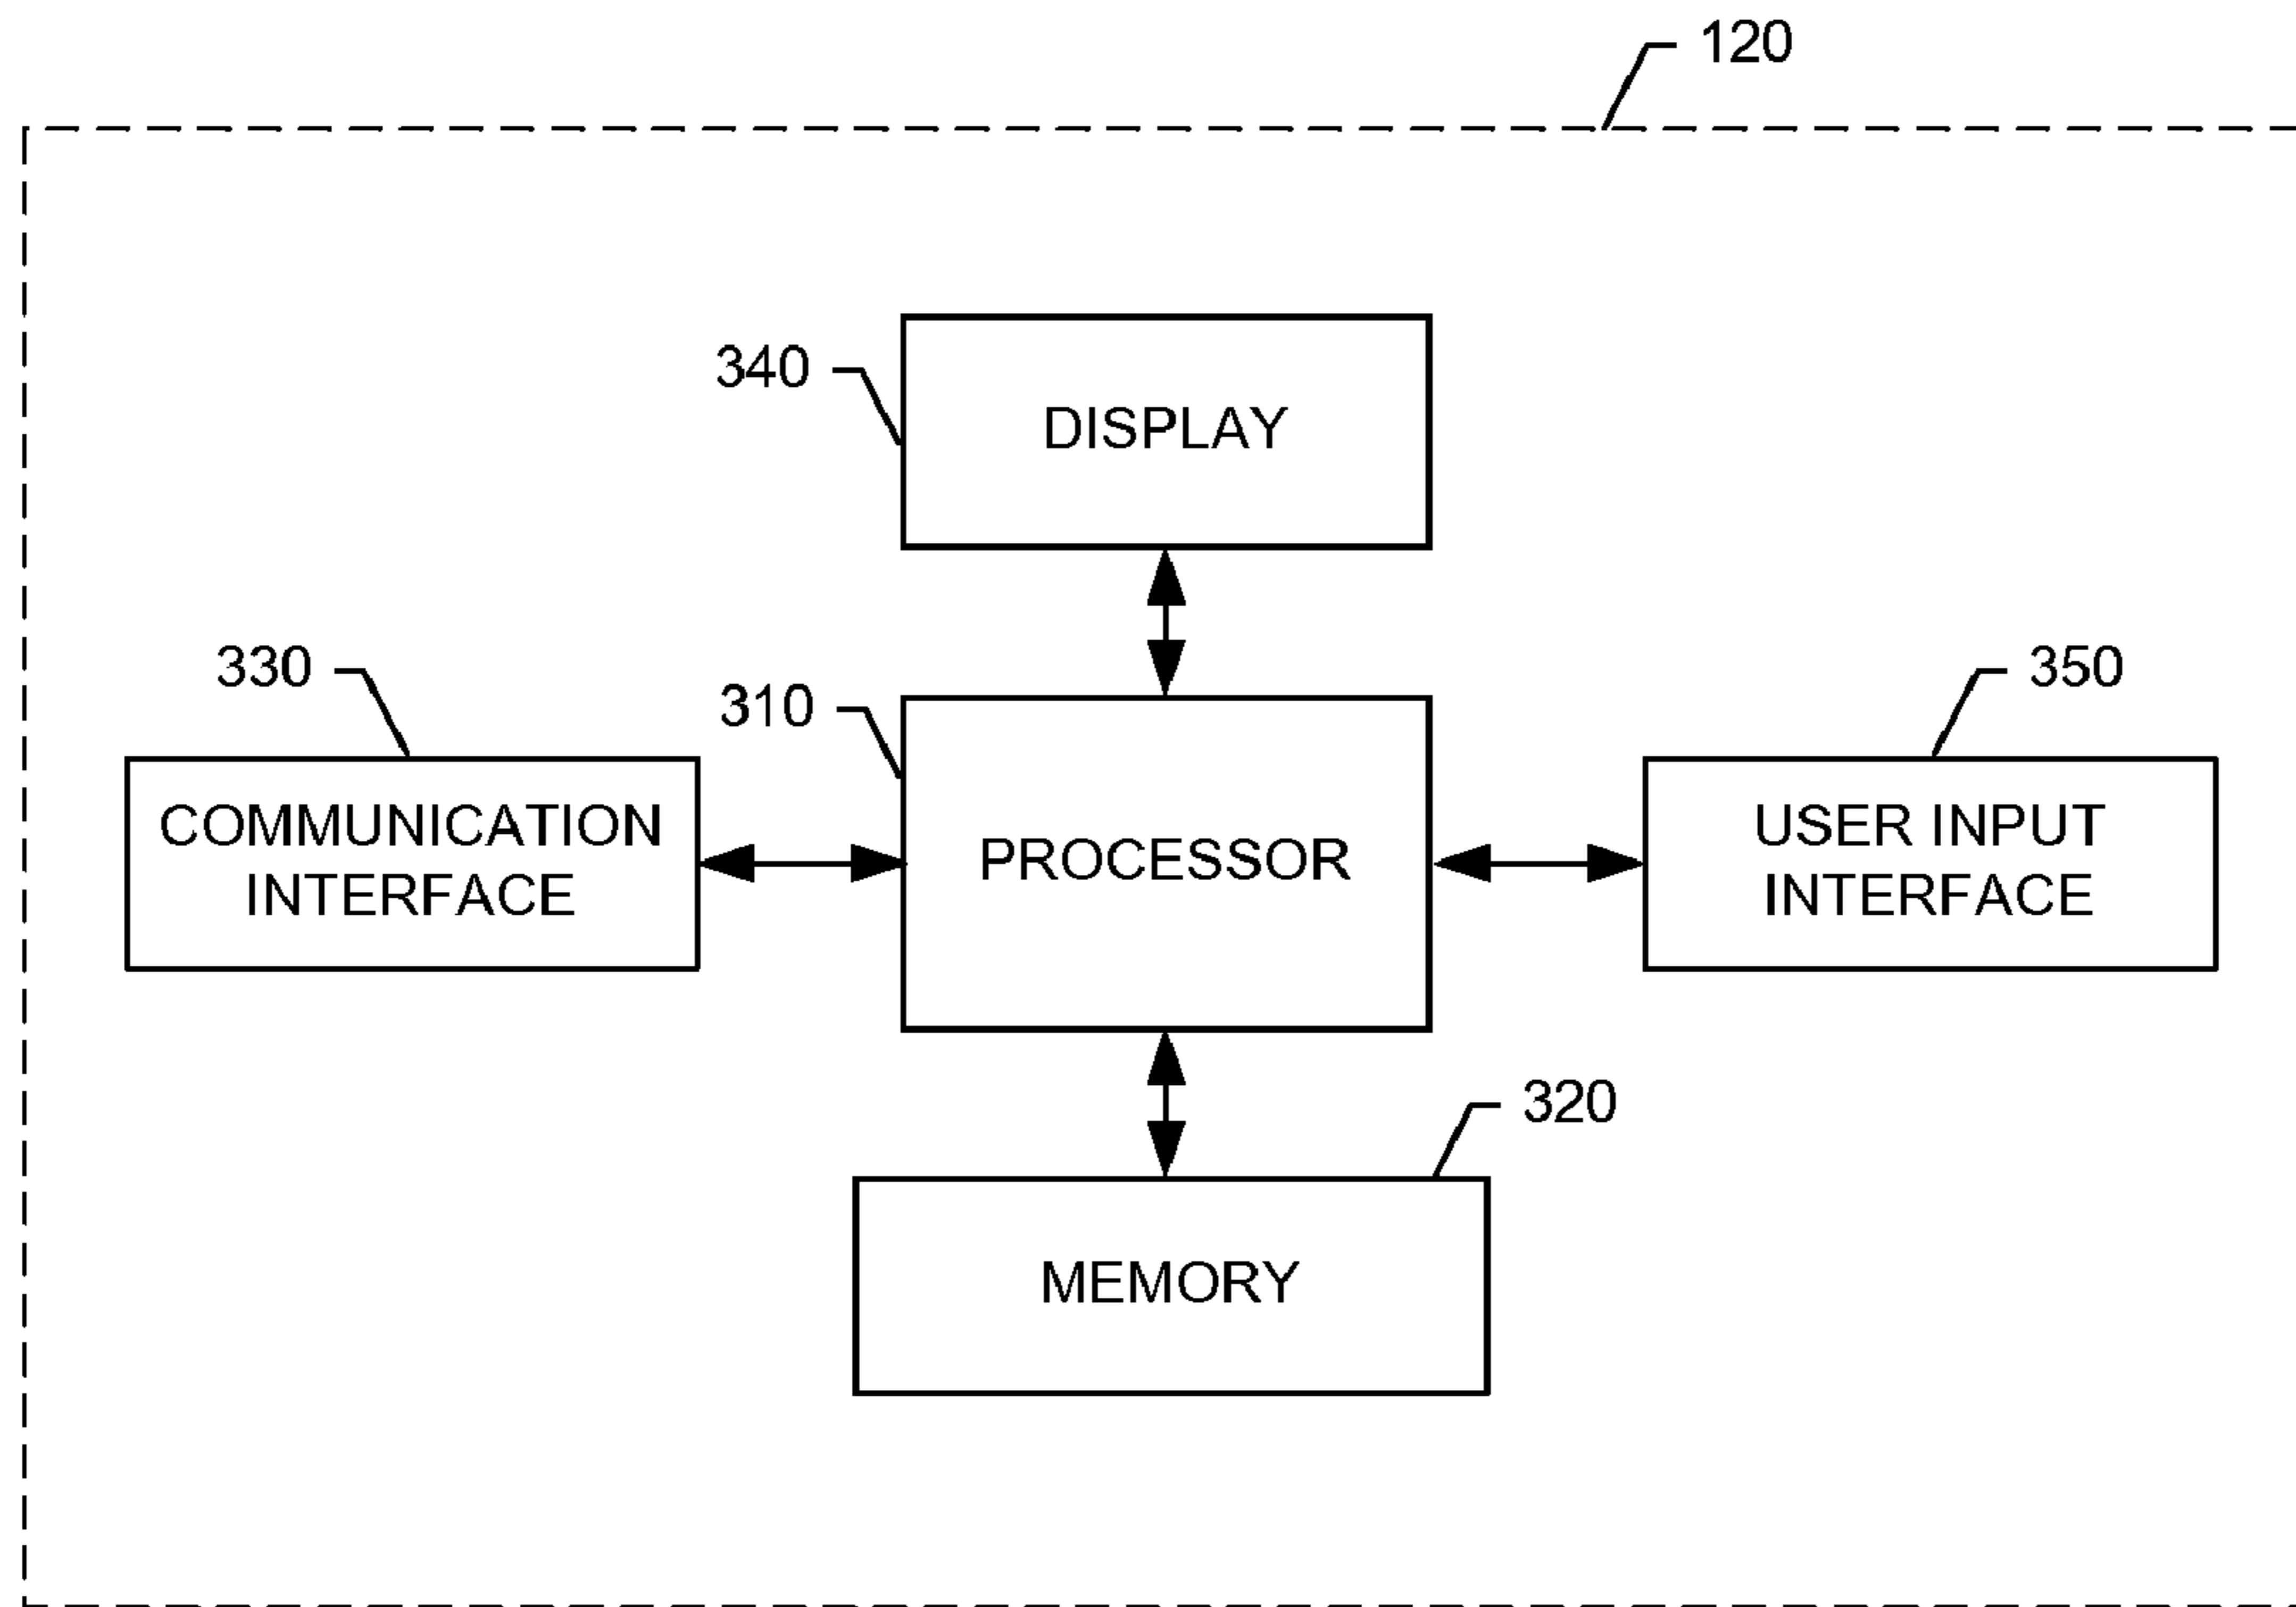 120
340
DISPLAY
330
310
350
COMMUNICATION
INTERFACE
PROCESSOR
USER INPUT
INTERFACE
320
MEMORY